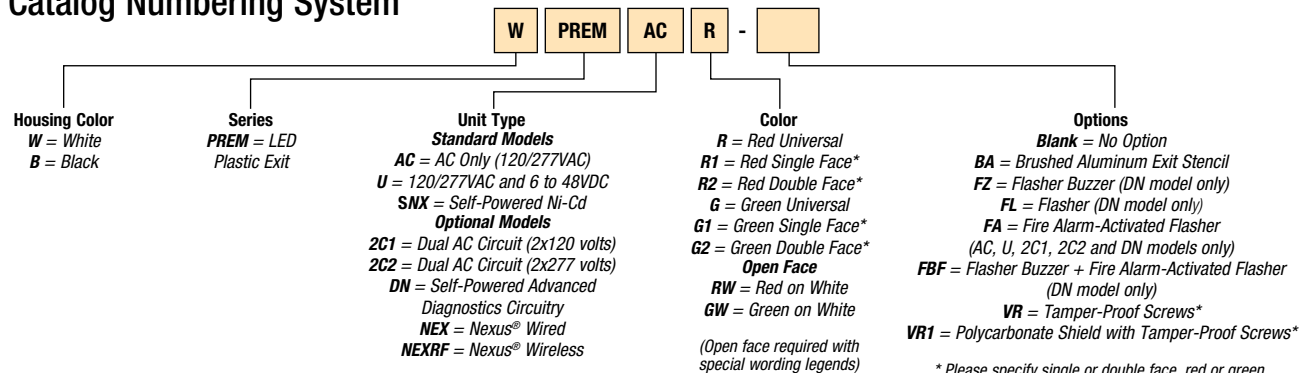 Catalog Numbering System
W PREM AC R -
Housing Color
W = White
B = Black
Series
PREM = LED
Plastic Exit
Unit Type
Standard Models
AC = AC Only (120/277VAC)
U = 120/277VAC and 6 to 48VDC
SNX = Self-Powered Ni-Cd
Optional Models
2C1 = Dual AC Circuit (2x120 volts)
2C2 = Dual AC Circuit (2x277 volts)
DN = Self-Powered Advanced
Diagnostics Circuitry
NEX = Nexus® Wired
NEXRF = Nexus® Wireless
Color
R = Red Universal
R1 = Red Single Face*
R2 = Red Double Face*
G = Green Universal
G1 = Green Single Face*
G2 = Green Double Face*
Open Face
RW = Red on White
GW = Green on White
(Open face required with
special wording legends)
Options
Blank = No Option
BA = Brushed Aluminum Exit Stencil
FZ = Flasher Buzzer (DN model only)
FL = Flasher (DN model only)
FA = Fire Alarm-Activated Flasher
(AC, U, 2C1, 2C2 and DN models only)
FBF = Flasher Buzzer + Fire Alarm-Activated Flasher
(DN model only)
VR = Tamper-Proof Screws*
VR1 = Polycarbonate Shield with Tamper-Proof Screws*
* Please specify single or double face, red or green